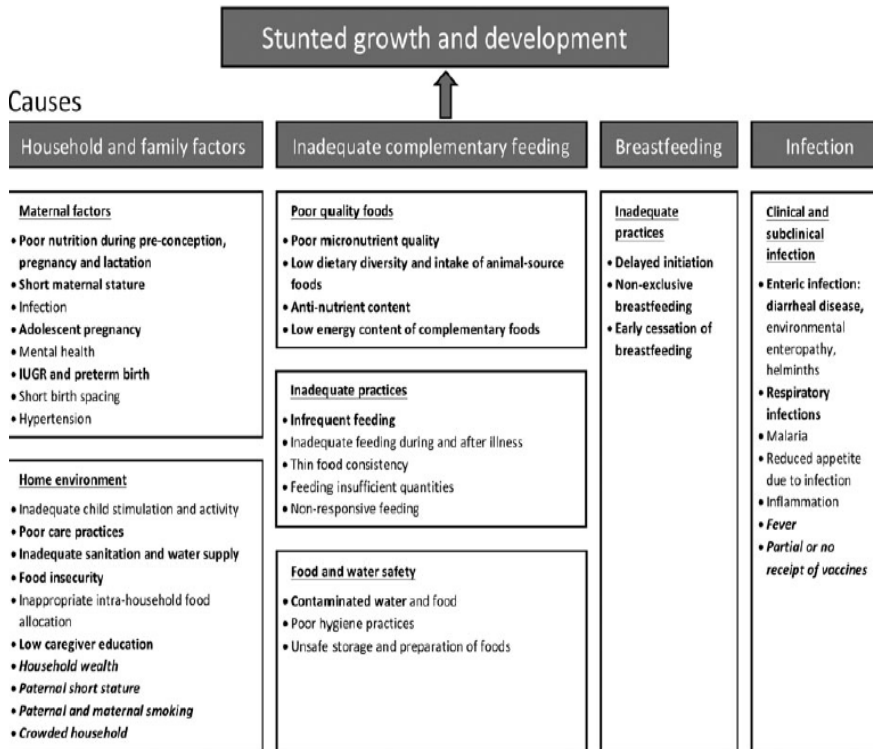 Stunted growth and development
Causes
Household and family factors
Inadequate complementary feeding
Breastfeeding
Infection
Maternal factors
• Poor nutrition during pre-conception,
pregnancy and lactation
• Short maternal stature
• Infection
• Adolescent pregnancy
• Mental health
• IUGR and preterm birth
• Short birth spacing
• Hypertension
Home environment
• Inadequate child stimulation and activity
• Poor care practices
• Inadequate sanitation and water supply
• Food insecurity
• Inappropriate intra-household food
allocation
• Low caregiver education
• Household wealth
• Paternal short stature
• Paternal and maternal smoking
• Crowded household
Poor quality foods
• Poor micronutrient quality
• Low dietary diversity and intake of animal-source
foods
• Anti-nutrient content
• Low energy content of complementary foods
Inadequate practices
• Infrequent feeding
• Inadequate feeding during and after illness
• Thin food consistency
• Feeding insufficient quantities
• Non-responsive feeding
Food and water safety
• Contaminated water and food
• Poor hygiene practices
• Unsafe storage and preparation of foods
Inadequate
practices
• Delayed initiation
• Non-exclusive
breastfeeding
• Early cessation of
breastfeeding
Clinical and
subclinical
infection
• Enteric infection:
diarrheal disease,
environmental
enteropathy,
helminths
• Respiratory
infections
• Malaria
• Reduced appetite
due to infection
• Inflammation
• Fever
• Partial or no
receipt of vaccines